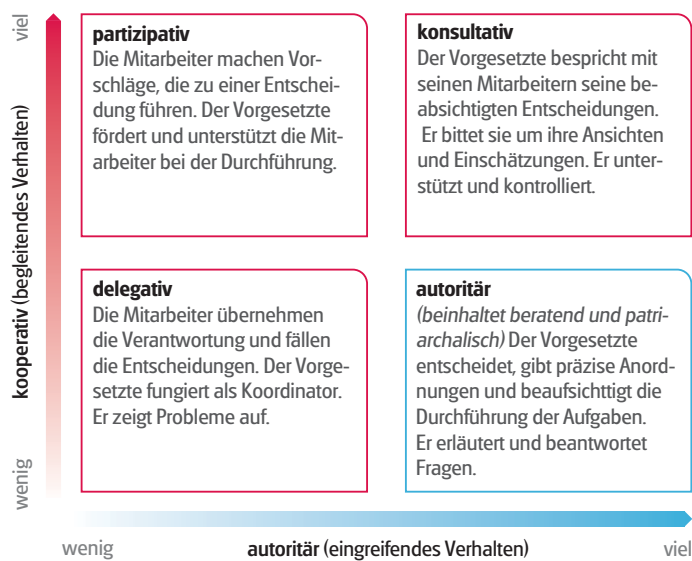 viel
kooperativ (begleitendes Verhalten)
wenig
partizipativ
Die Mitarbeiter machen Vor-
schläge, die zu einer Entschei-
dung führen. Der Vorgesetzte
fördert und unterstützt die Mit-
arbeiter bei der Durchführung.
konsultativ
Der Vorgesetzte bespricht mit
seinen Mitarbeitern seine be-
absichtigten Entscheidungen.
Er bittet sie um ihre Ansichten
und Einschätzungen. Er unter-
stützt und kontrolliert.
delegativ
Die Mitarbeiter übernehmen
die Verantwortung und fällen
die Entscheidungen. Der Vorge-
setzte fungiert als Koordinator.
Er zeigt Probleme auf.
autoritär
(beinhaltet beratend und patri-
archalisch) Der Vorgesetzte
entscheidet, gibt präzise Anord-
nungen und beaufsichttigt die
Durchführung der Aufgaben.
Er erläutert und beantwortet
Fragen.
wenig
autoritär (eingreifendes Verhalten)
viel